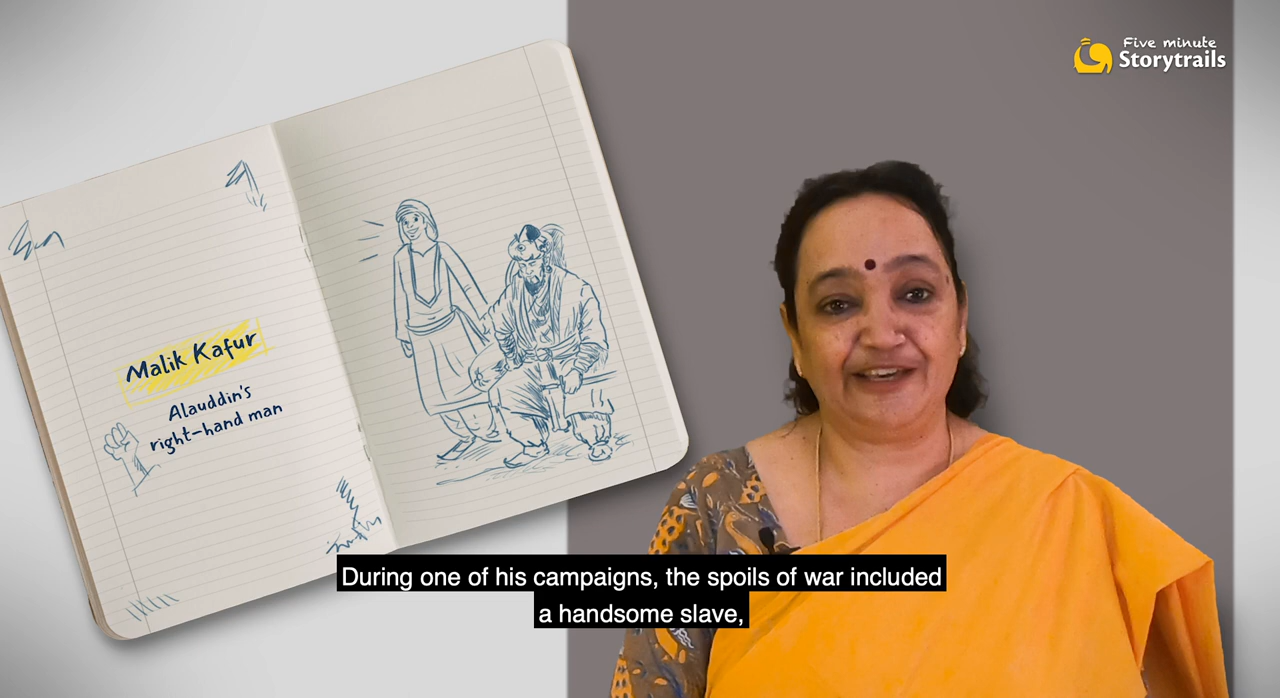 Five minute
Storytrails
Malik Kafur
Alauddin's
right-hand man
During one of his campaigns, the spoils of war included
a handsome slave,